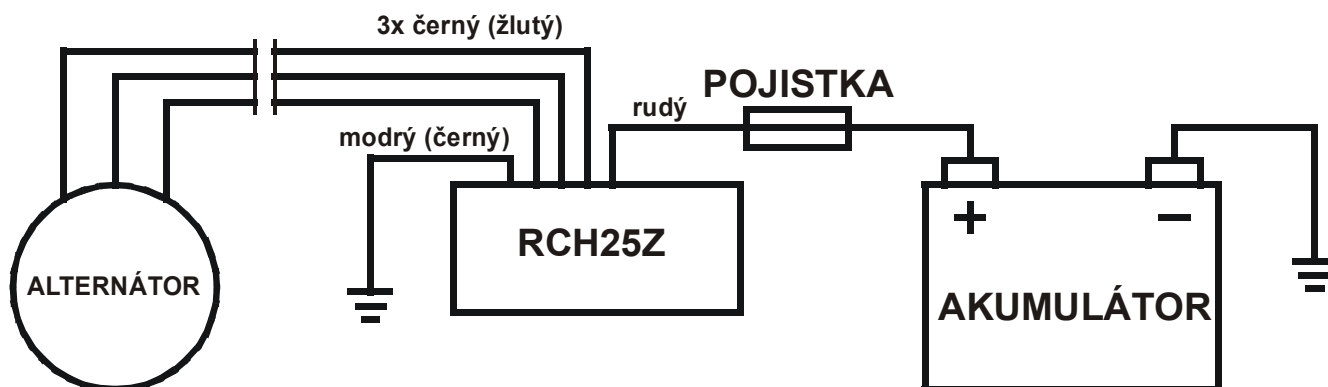 3x černý (žlutý)
POJISTKA
rudý
modrý (černý)
RCH25Z
+
−
ALTERNÁTOR
AKUMULÁTOR